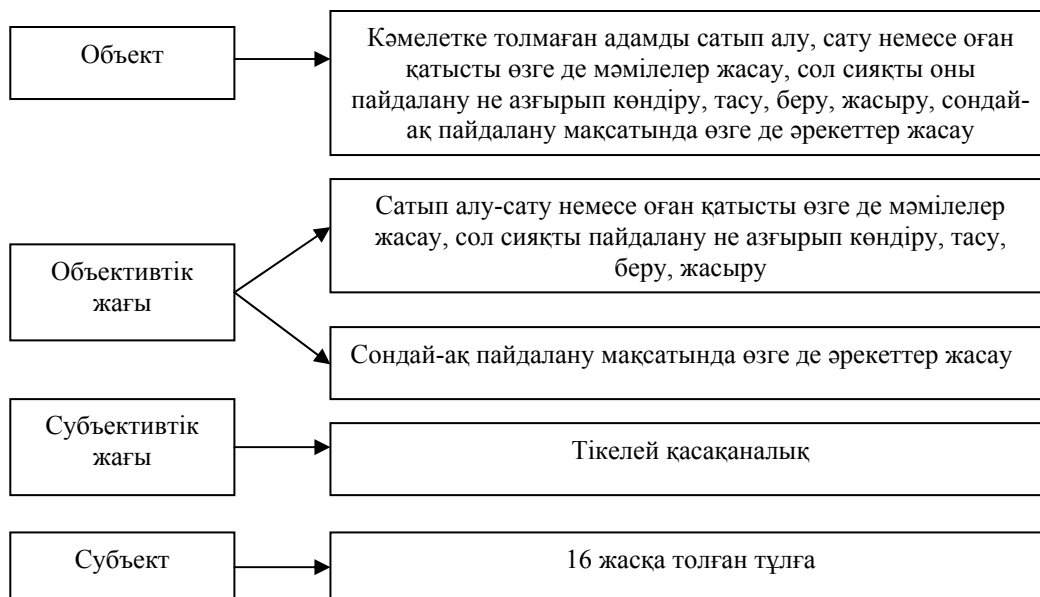 Объект
Кәмелетке толмаған адамды сатып алу, сату немесе оған
қатысты өзге де мәмілелер жасау, сол сияқты оны
пайдалану не азғырып көндіру, тасу, беру, жасыру, сондай-
ақ пайдалану мақсатында өзге де әрекеттер жасау
Объективтік
жағы
Сатып алу-сату немесе оған қатысты өзге де мәмілелер
жасау, сол сияқты пайдалану не азғырып көндіру, тасу,
беру, жасыру
Сондай-ақ пайдалану мақсатында өзге де әрекеттер жасау
Субъективтік
жағы
Тікелей қасақаналық
Субъект
16 жасқа толған тұлға